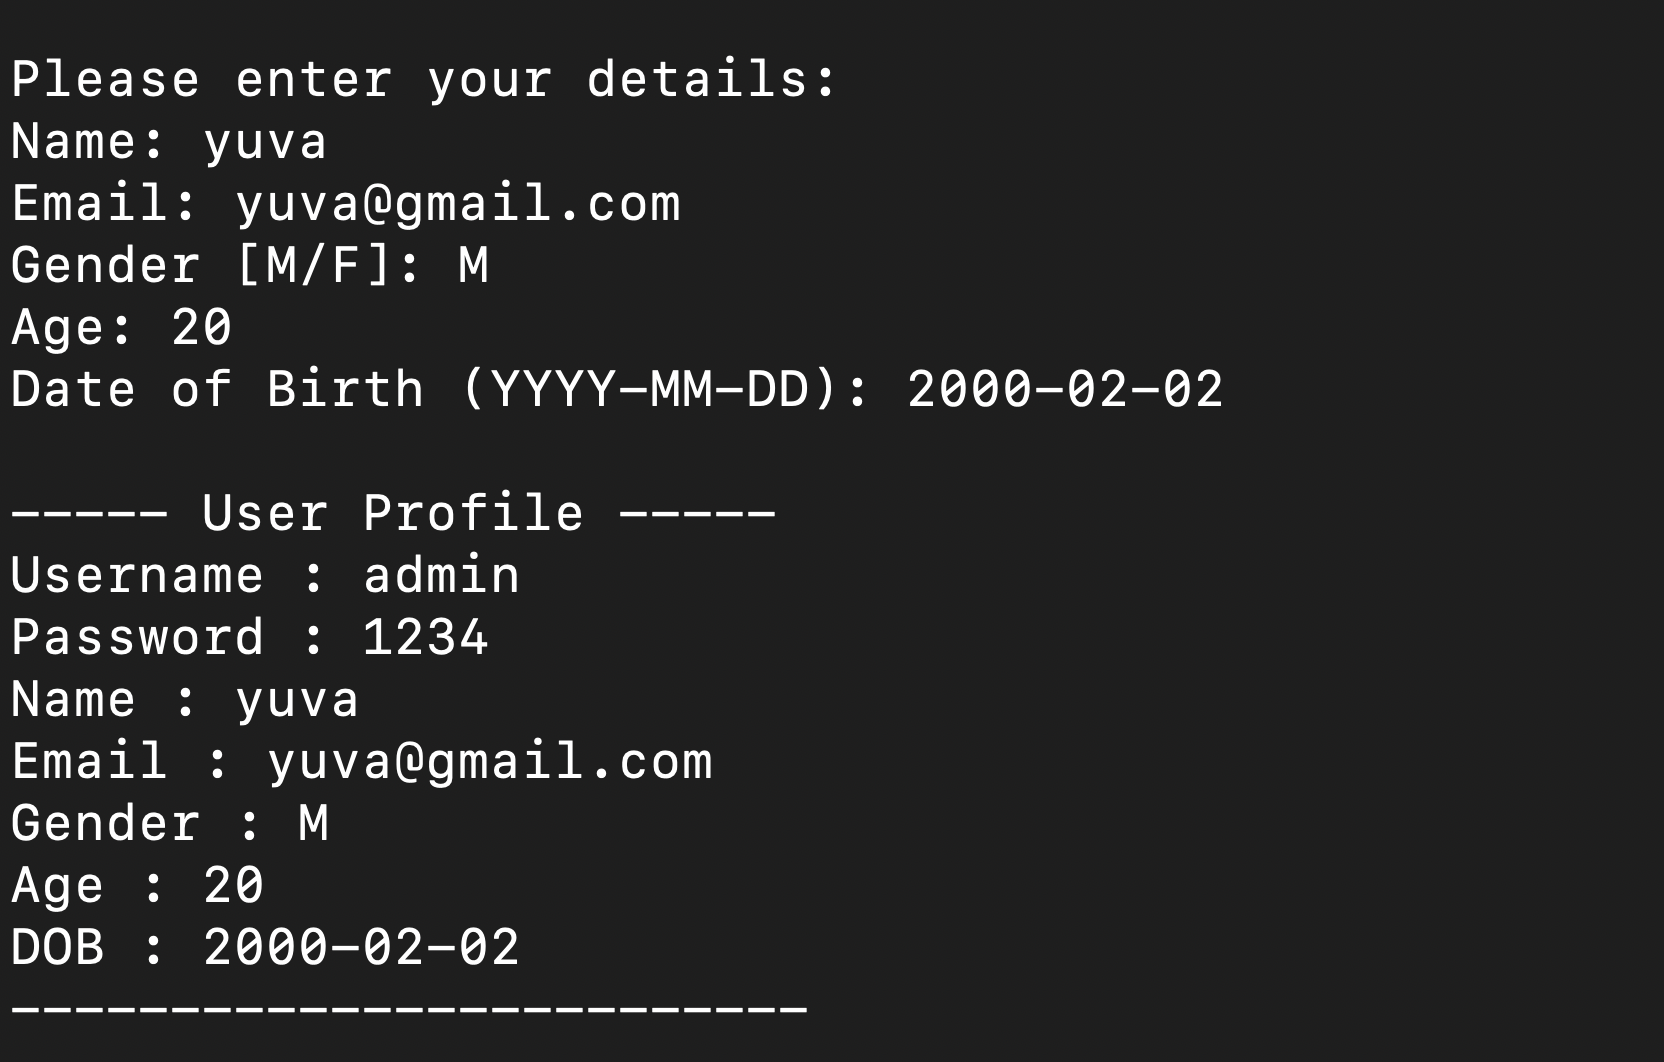 Please enter your details:
Name: yuva
Email: yuva@gmail.com
Gender [M/F]: M
Age: 20
Date of Birth (YYYY-MM-DD): 2000-02-02
----- User Profile -----
Username : admin
Password : 1234
Name : yuva
Email : yuva@gmail.com
Gender : M
Age : 20
DOB : 2000-02-02
-------------------------